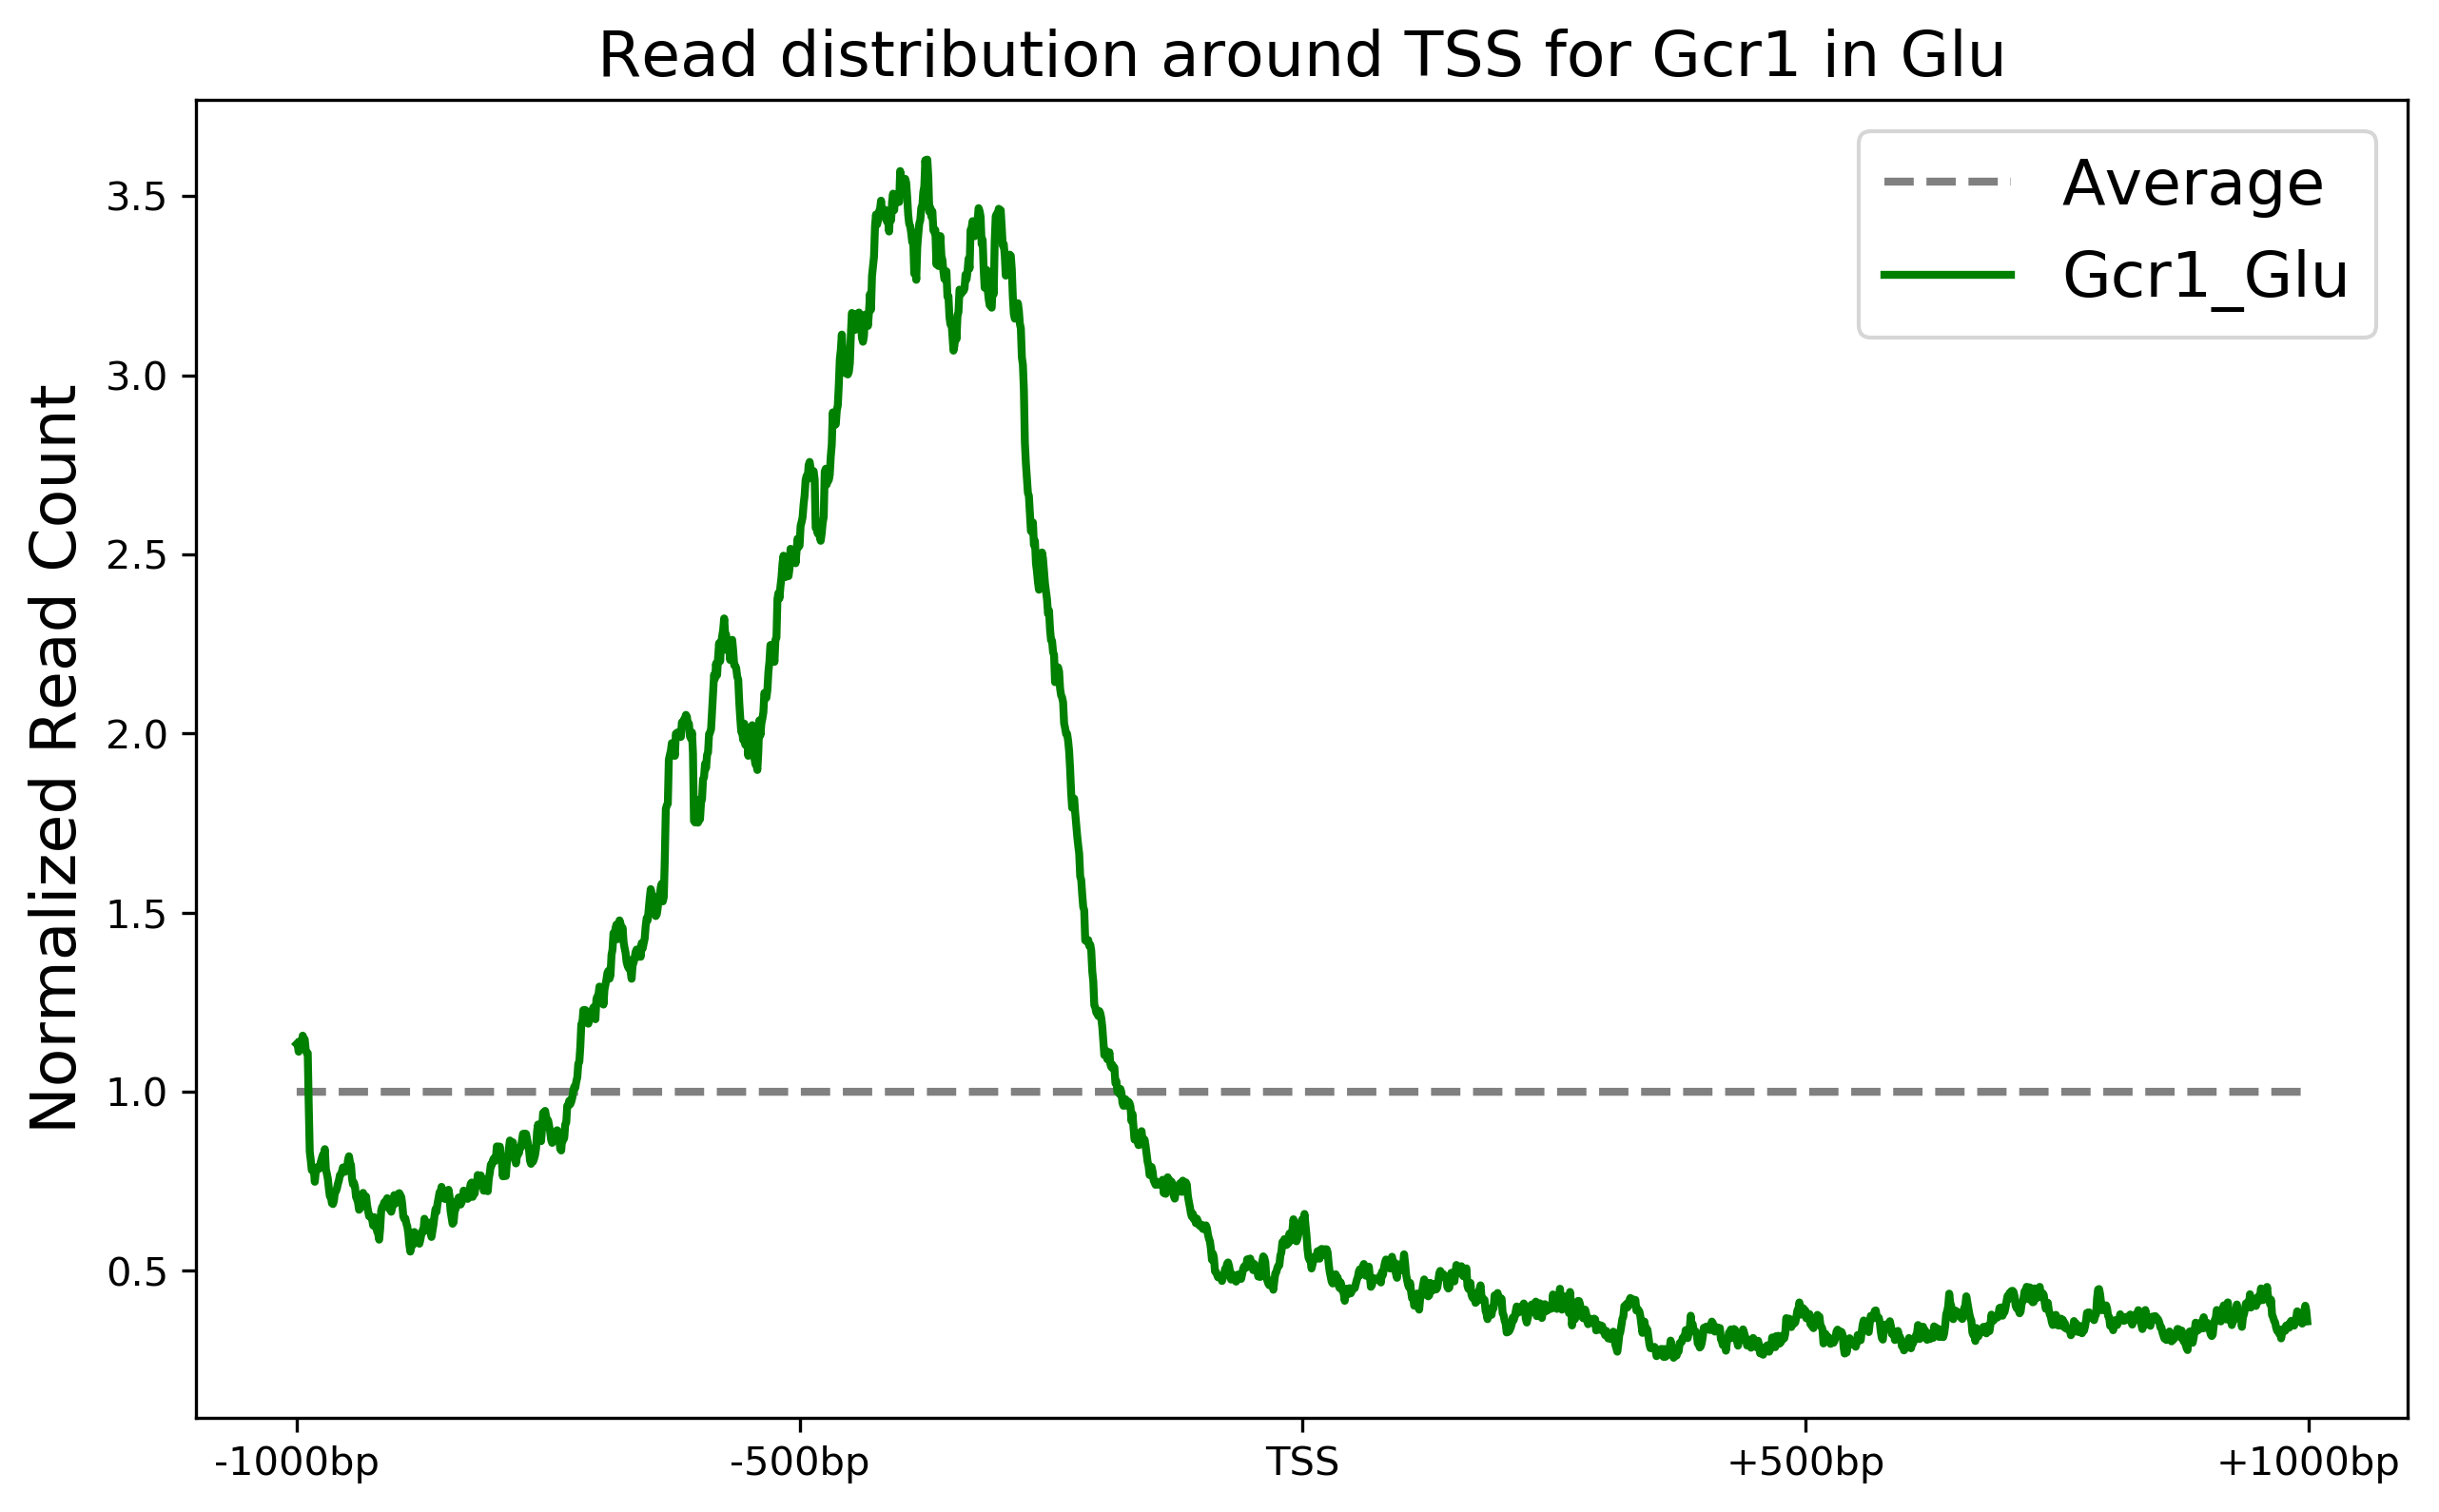 Read distribution around TSS for Gcr1 in Glu
Average
Gcr1_Glu
Normalized Read Count
3.5
3.0
2.5
2.0
1.5
1.0
0.5
-1000bp
-500bp
TSS
+500bp
+1000bp